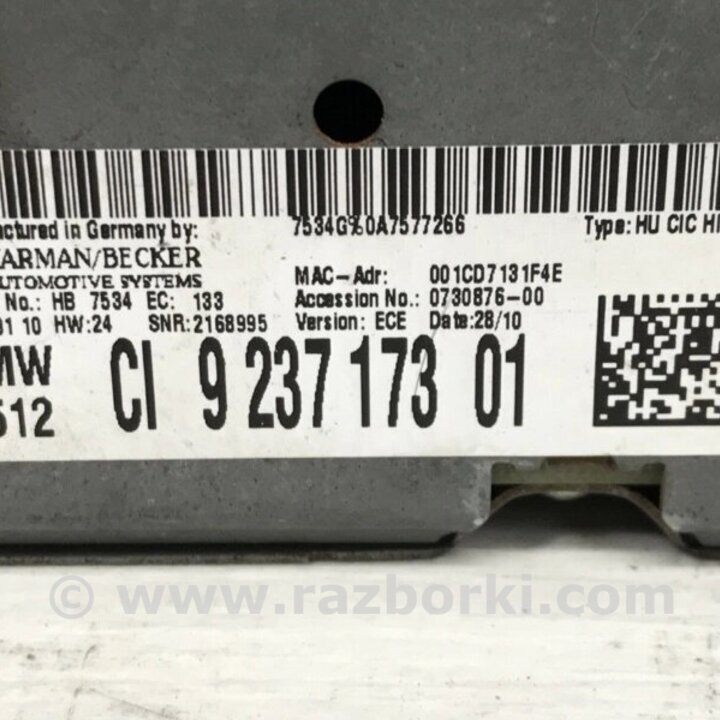 actured in Germany by: 7534G%0A7577266 Type: HU CIC HI
ARMAN/BECKER
UTOMOTIVE SYSTEMS MAC-Adr: 001CD7131F4E
No.: HB 7534 EC: 133 Accession No.: 0730876-00
01 10 HW:24 SNR:2168995 Version: ECE Date:28/10
MW CI 9 237 173 01
512
© www.razborki.com